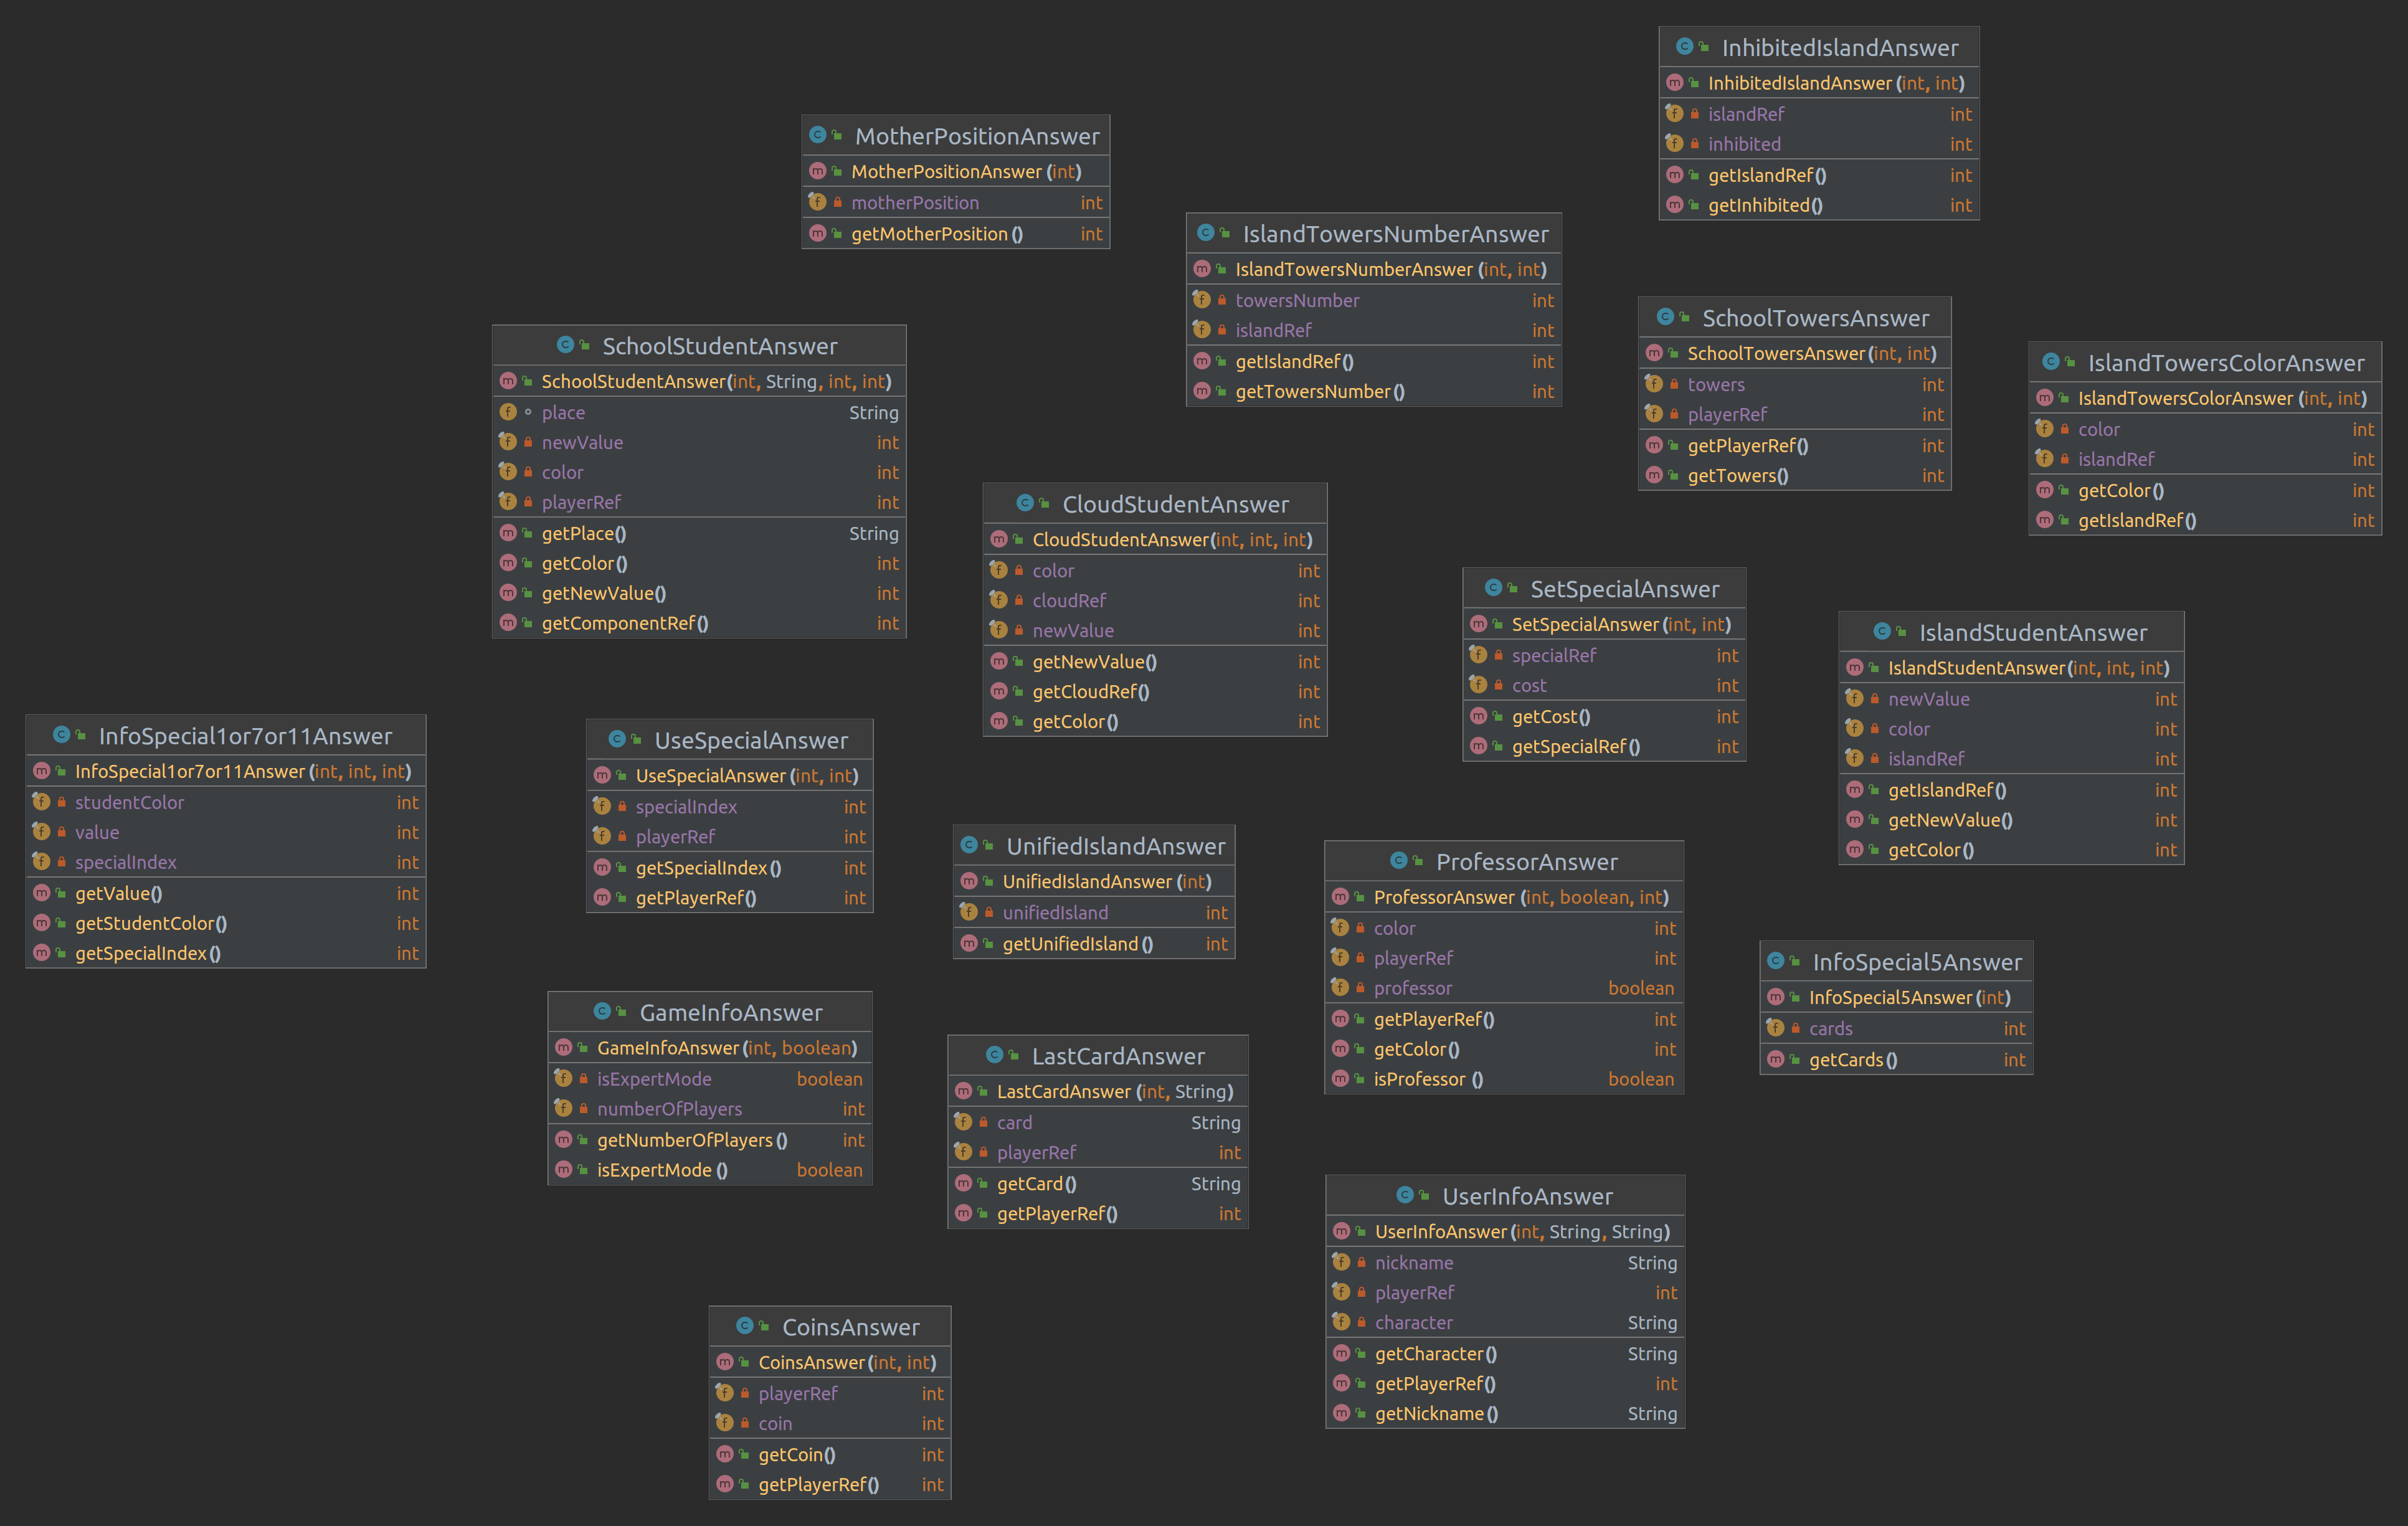 InhibitedIslandAnswer
InhibitedIslandAnswer(int, int)
islandRef int
inhibited int
getIslandRef() int
getInhibited() int
MotherPositionAnswer
MotherPositionAnswer(int)
motherPosition int
getMotherPosition() int
IslandTowersNumberAnswer
IslandTowersNumberAnswer(int, int)
towersNumber int
islandRef int
getIslandRef() int
getTowersNumber() int
SchoolTowersAnswer
SchoolTowersAnswer(int, int)
towers int
playerRef int
getPlayerRef() int
getTowers() int
SchoolStudentAnswer
SchoolStudentAnswer(int, String, int, int)
place String
newValue int
color int
playerRef int
getPlace() String
getColor() int
getNewValue() int
getComponentRef() int
IslandTowersColorAnswer
IslandTowersColorAnswer(int, int)
color int
islandRef int
getColor() int
getIslandRef() int
CloudStudentAnswer
CloudStudentAnswer(int, int, int)
color int
cloudRef int
newValue int
getNewValue() int
getCloudRef() int
getColor() int
SetSpecialAnswer
SetSpecialAnswer(int, int)
specialRef int
cost int
getCost() int
getSpecialRef() int
IslandStudentAnswer
IslandStudentAnswer(int, int, int)
newValue int
color int
islandRef int
getIslandRef() int
getNewValue() int
getColor() int
InfoSpecial1or7or11Answer
InfoSpecial1or7or11Answer(int, int, int)
studentColor int
value int
specialIndex int
getValue() int
getStudentColor() int
getSpecialIndex() int
UseSpecialAnswer
UseSpecialAnswer(int, int)
specialIndex int
playerRef int
getSpecialIndex() int
getPlayerRef() int
UnifiedIslandAnswer
UnifiedIslandAnswer(int)
unifiedIsland int
getUnifiedIsland() int
ProfessorAnswer
ProfessorAnswer(int, boolean, int)
color int
playerRef int
professor boolean
getPlayerRef() int
getColor() int
isProfessor() boolean
InfoSpecial5Answer
InfoSpecial5Answer(int)
cards int
getCards() int
GameInfoAnswer
GameInfoAnswer(int, boolean)
isExpertMode boolean
numberOfPlayers int
getNumberOfPlayers() int
isExpertMode() boolean
LastCardAnswer
LastCardAnswer(int, String)
card String
playerRef int
getCard() String
getPlayerRef() int
UserInfoAnswer
UserInfoAnswer(int, String, String)
nickname String
playerRef int
character String
getCharacter() String
getPlayerRef() int
getNickname() String
CoinsAnswer
CoinsAnswer(int, int)
playerRef int
coin int
getCoin() int
getPlayerRef() int